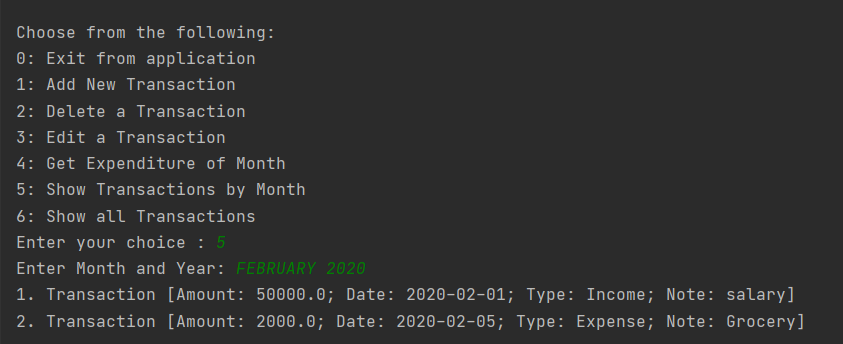 Choose from the following:
0: Exit from application
1: Add New Transaction
2: Delete a Transaction
3: Edit a Transaction
4: Get Expenditure of Month
5: Show Transactions by Month
6: Show all Transactions
Enter your choice : 5
Enter Month and Year: FEBRUARY 2020
1. Transaction [Amount: 50000.0; Date: 2020-02-01; Type: Income; Note: salary]
2. Transaction [Amount: 2000.0; Date: 2020-02-05; Type: Expense; Note: Grocery]